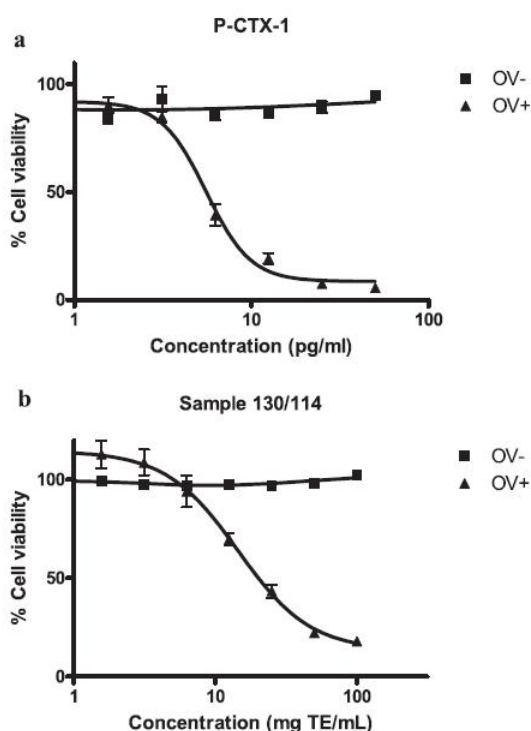 a
P-CTX-1
% Cell viability
100
50
0
1
10
100
Concentration (pg/ml)
OV-
OV+
b
Sample 130/114
% Cell viability
100
50
0
1
10
100
Concentration (mg TE/mL)
OV-
OV+